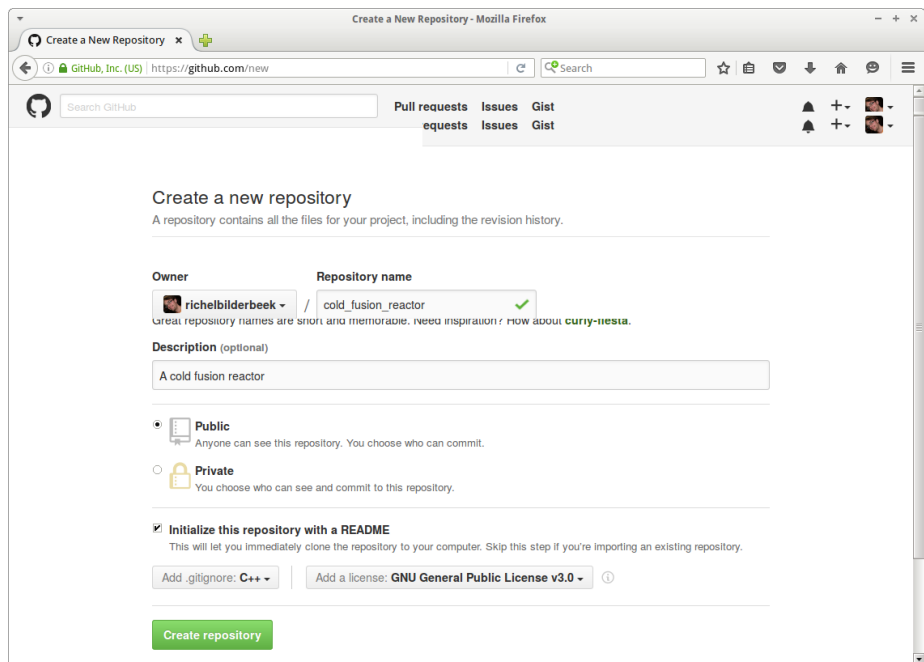 Create a New Repository - Mozilla Firefox
Create a New Repository
GitHub, Inc. (US) https://github.com/new Search
Search GitHub Pull requests Issues Gist
equests Issues Gist
Create a new repository
A repository contains all the files for your project, including the revision history.
Owner Repository name
richelbilderbeek / cold_fusion_reactor
Great repository names are short and memorable. Need inspiration? How about curly-fiesta.
Description (optional)
A cold fusion reactor
Public
Anyone can see this repository. You choose who can commit.
Private
You choose who can see and commit to this repository.
Initialize this repository with a README
This will let you immediately clone the repository to your computer. Skip this step if you're importing an existing repository.
Add .gitignore: C++ Add a license: GNU General Public License v3.0
Create repository